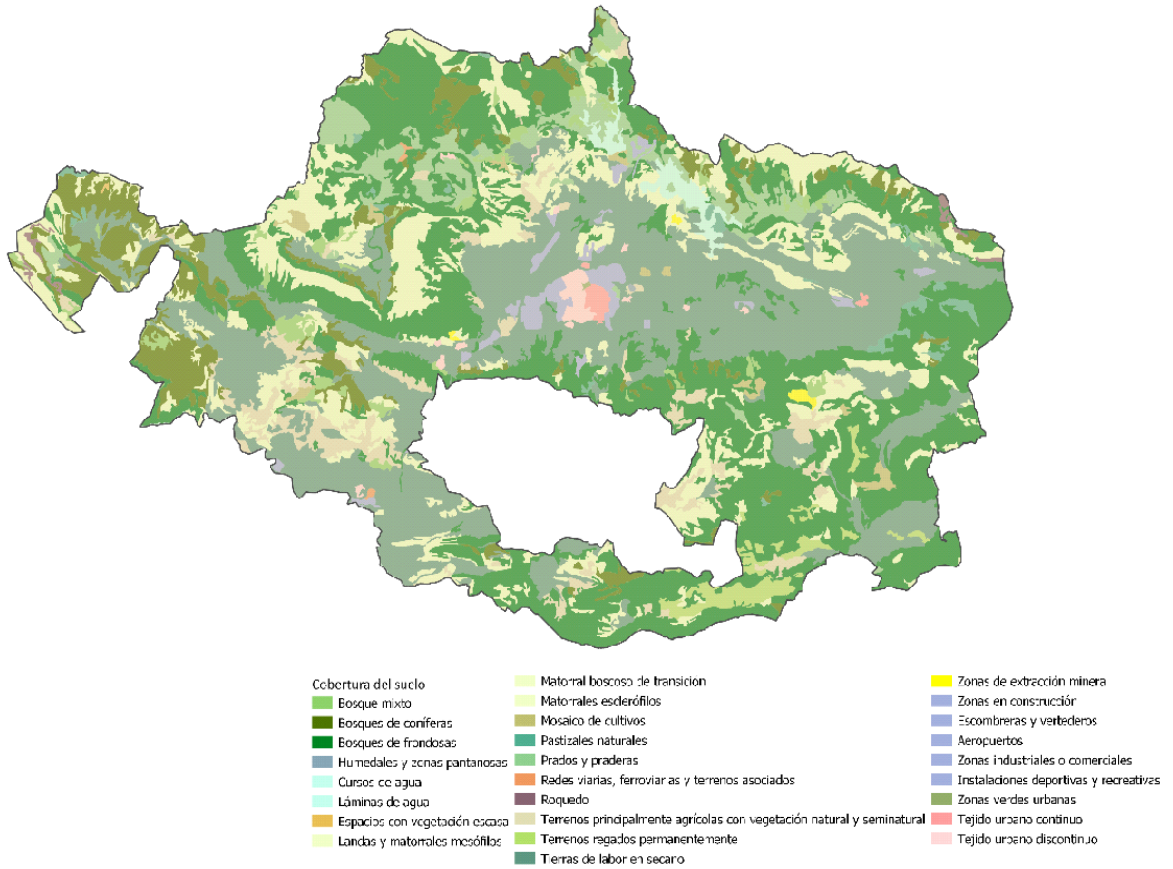 Cobertura del suelo
Bosque mixto
Bosques de coníferas
Bosques de frondosas
Humedales y zonas pantanosas
Cursos de agua
Láminas de agua
Espacios con vegetación escasa
Landas y matorrales mesófilos
Matorral boscoso de transicion
Matorrales esclerófilos
Mosaico de cultivos
Pastizales naturales
Prados y praderas
Redes viarias, ferroviarias y terrenos asociados
Roquedo
Terrenos principalmente agrícolas con vegetación natural y seminatural
Terrenos regados permanentemente
Tierras de labor en secano
Zonas de extracción minera
Zonas en construcción
Escombreras y vertederos
Aeropuertos
Zonas industriales o comerciales
Instalaciones deportivas y recreativas
Zonas verdes urbanas
Tejido urbano continuo
Tejido urbano discontinuo